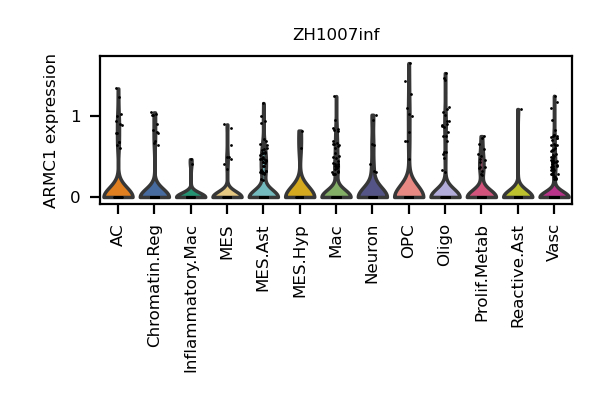 ZH1007inf
ARMC1 expression
1
0
AC
Chromatin.Reg
Inflammatory.Mac
MES
MES.Ast
MES.Hyp
Mac
Neuron
OPC
Oligo
Prolif.Metab
Reactive.Ast
Vasc